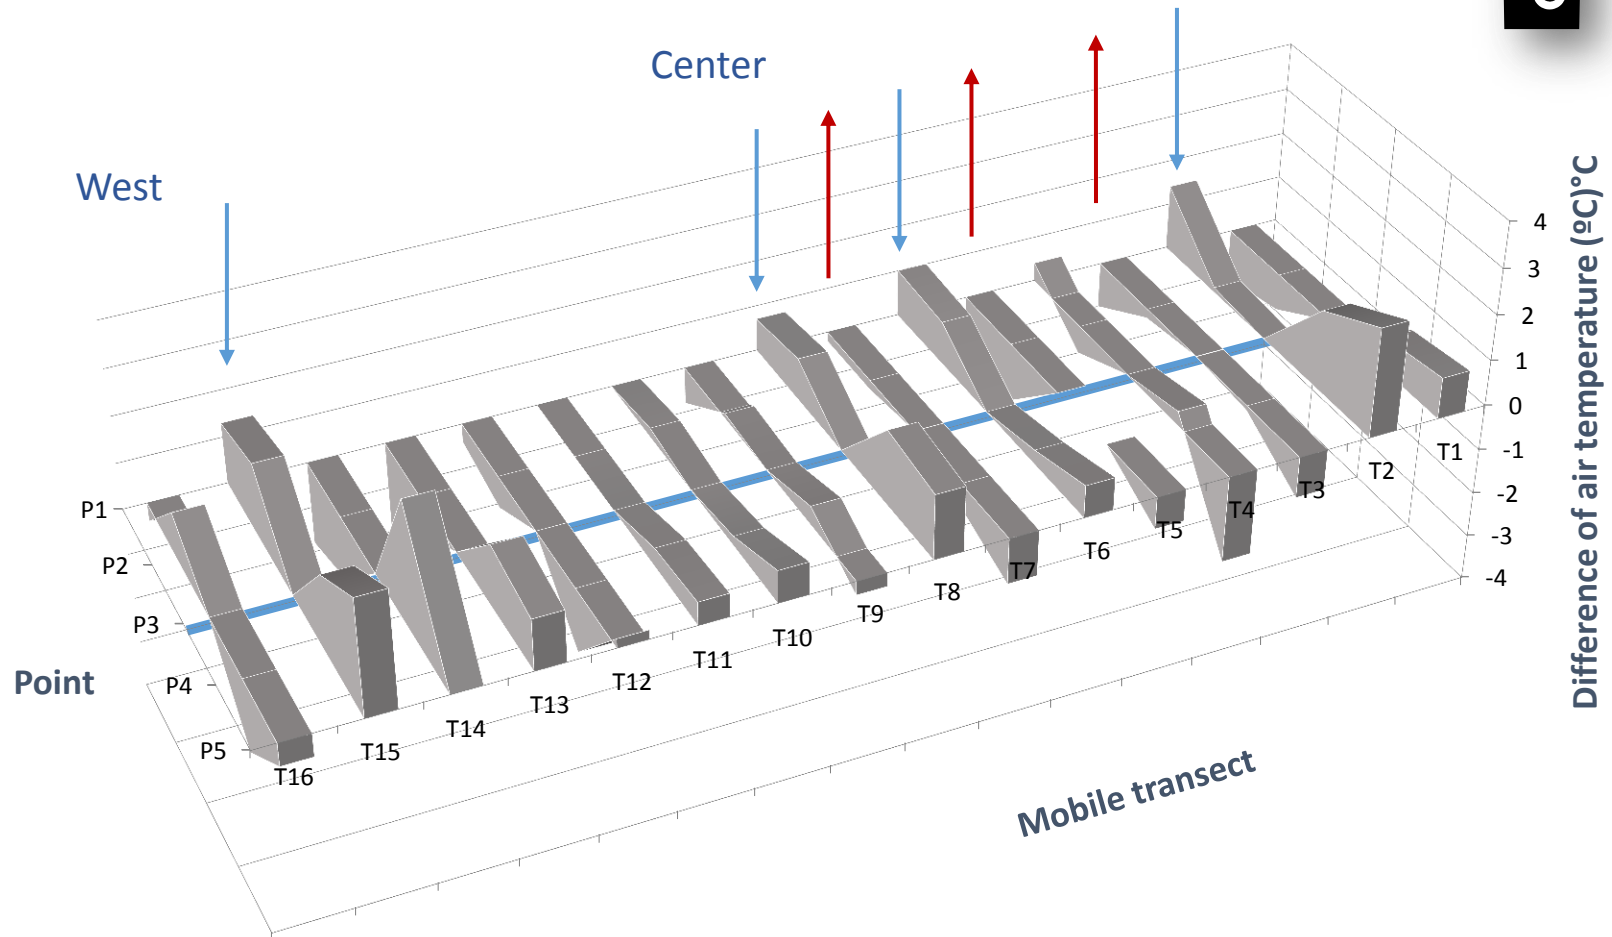 Center
West
4
3
2
1
0
-1
-2
-3
-4
Difference of air temperature (ºC)°C
P1
P2
P3
P4
P5
Point
T1
T2
T3
T4
T5
T6
T7
T8
T9
T10
T11
T12
T13
T14
T15
T16
Mobile transect